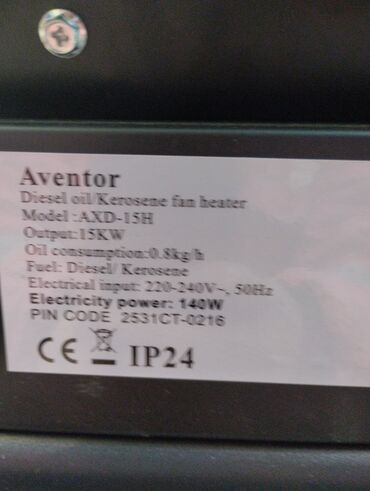 Aventor
Diesel oil/Kerosene fan heater
Model :AXD-15H
Output:15KW
Oil consumption:0.8kg/h
Fuel: Diesel/ Kerosene
Electrical input: 220-240V~, 50Hz
Electricity power: 140W
PIN CODE 2531CT-0216
CE IP24